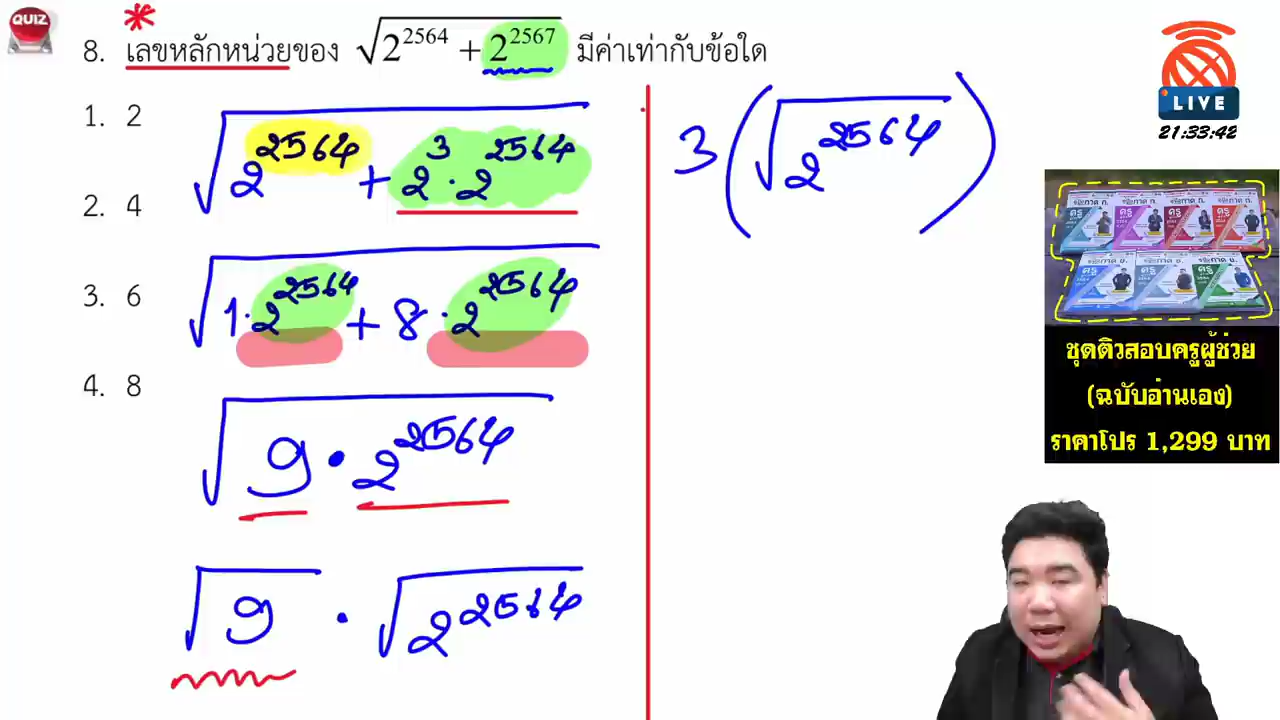 QUIZ
*
8. เลขหลักหน่วยของ √(2^2564 + 2^2567) มีค่าเท่ากับข้อใด
1. 2
2. 4
3. 6
4. 8
√(2^2564 + 2^3 · 2^2564)
√(1 · 2^2564 + 8 · 2^2564)
√(9 · 2^2564)
√9 · √(2^2564)
3(√(2^2564))
LIVE
21:33:42
ชุดติวสอบครูผู้ช่วย
(ฉบับอ่านเอง)
ราคาโปร 1,299 บาท